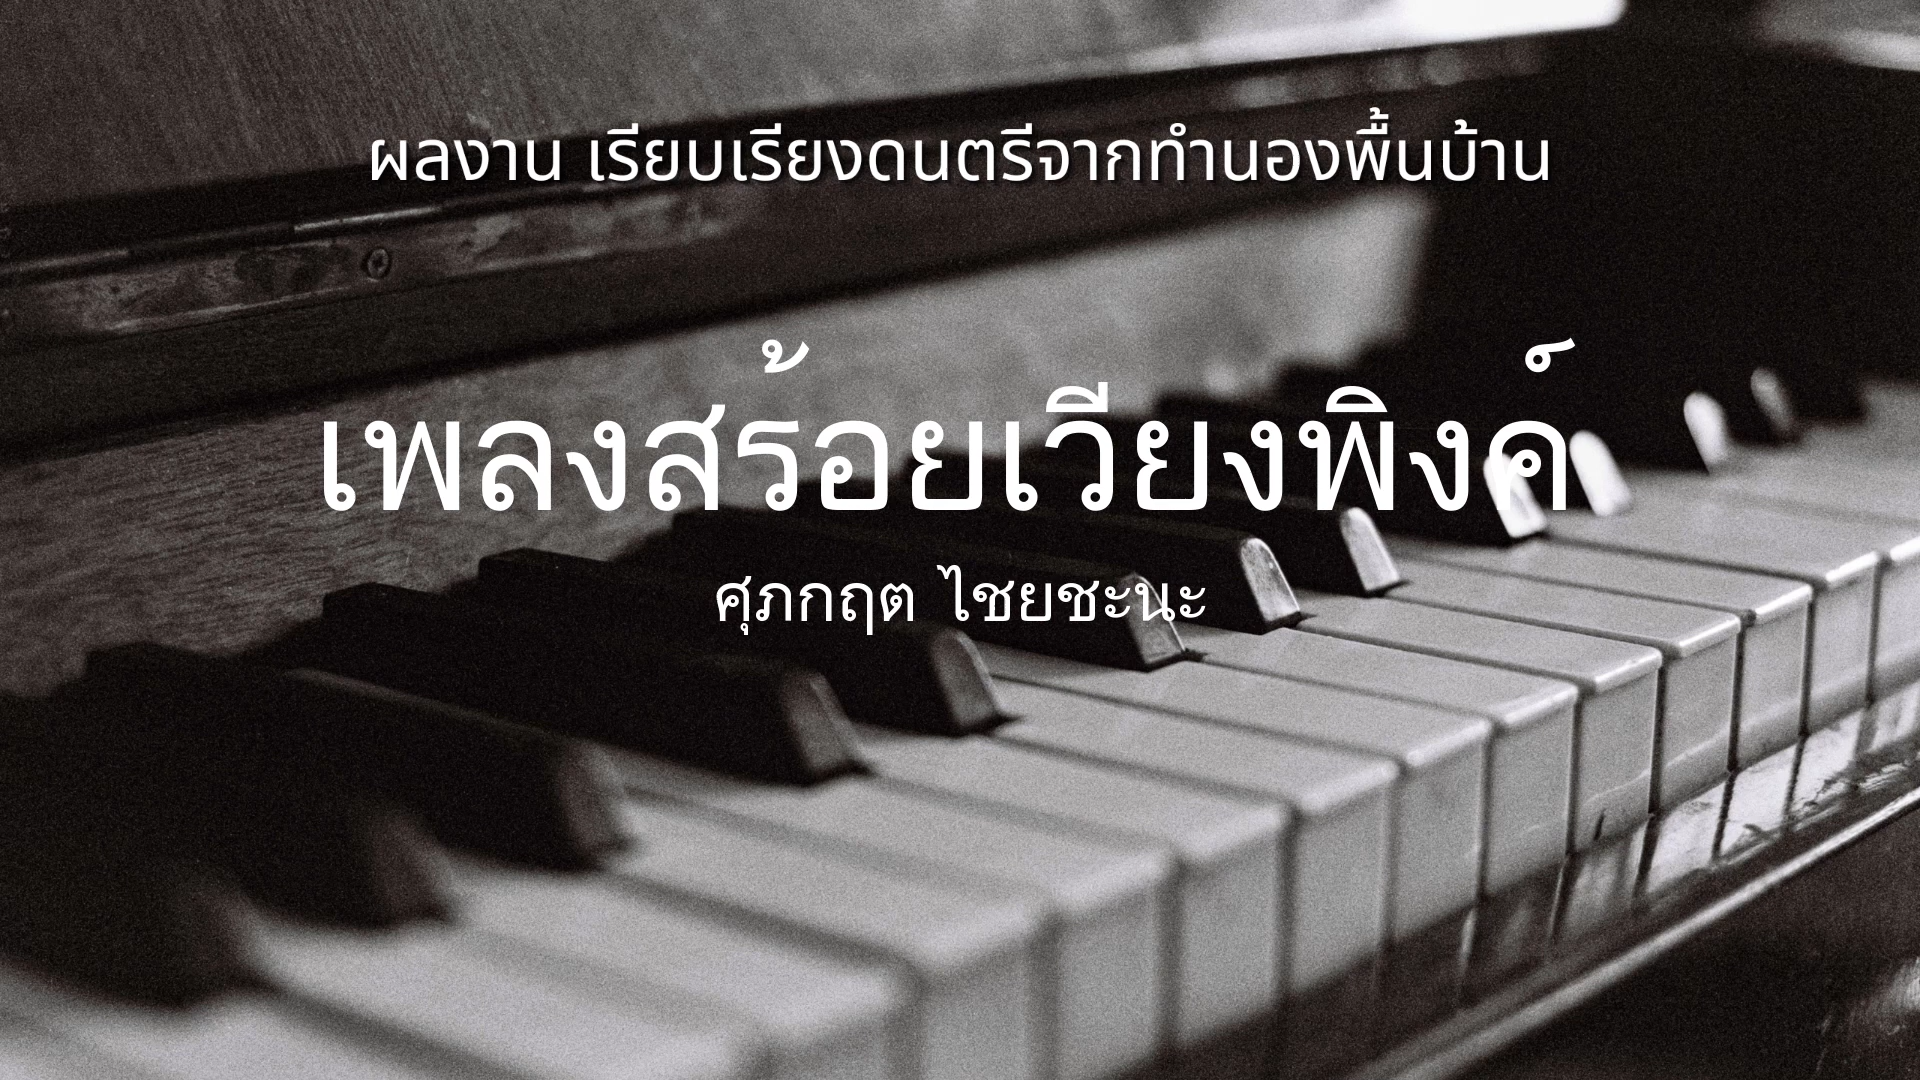 ผลงาน เรียบเรียงดนตรีจากทำนองพื้นบ้าน
เพลงสร้อยเวียงพิงค์
ศุภกฤต ไชยชะนะ